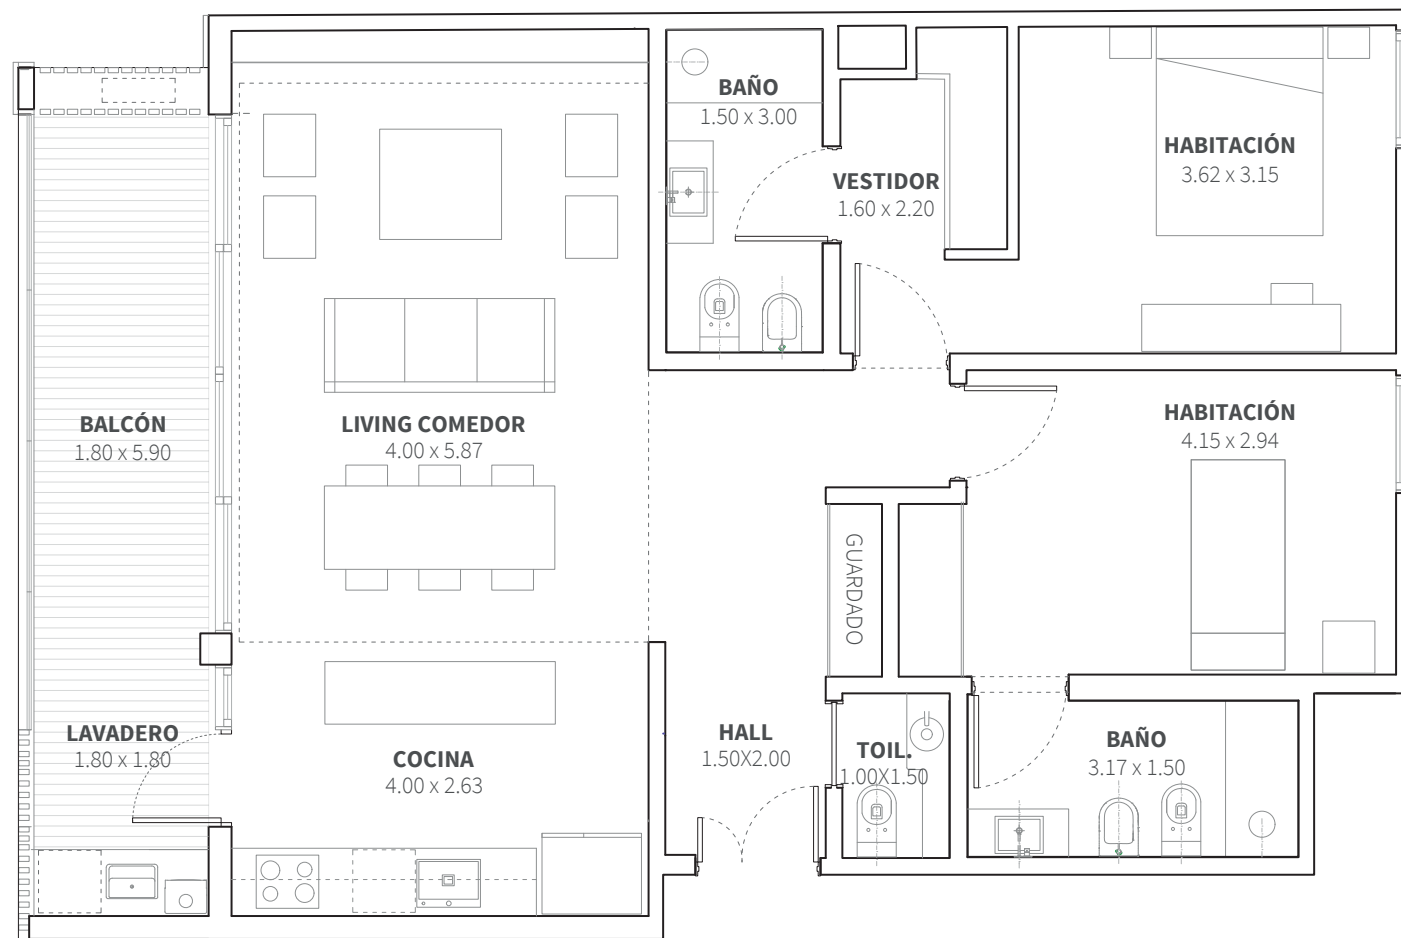 BAÑO
1.50 x 3.00
HABITACIÓN
3.62 x 3.15
VESTIDOR
1.60 x 2.20
BALCÓN
1.80 x 5.90
LIVING COMEDOR
4.00 x 5.87
HABITACIÓN
4.15 x 2.94
GUARDADO
LAVADERO
1.80 x 1.80
COCINA
4.00 x 2.63
HALL
1.50X2.00
TOIL.
1.00X1.50
BAÑO
3.17 x 1.50